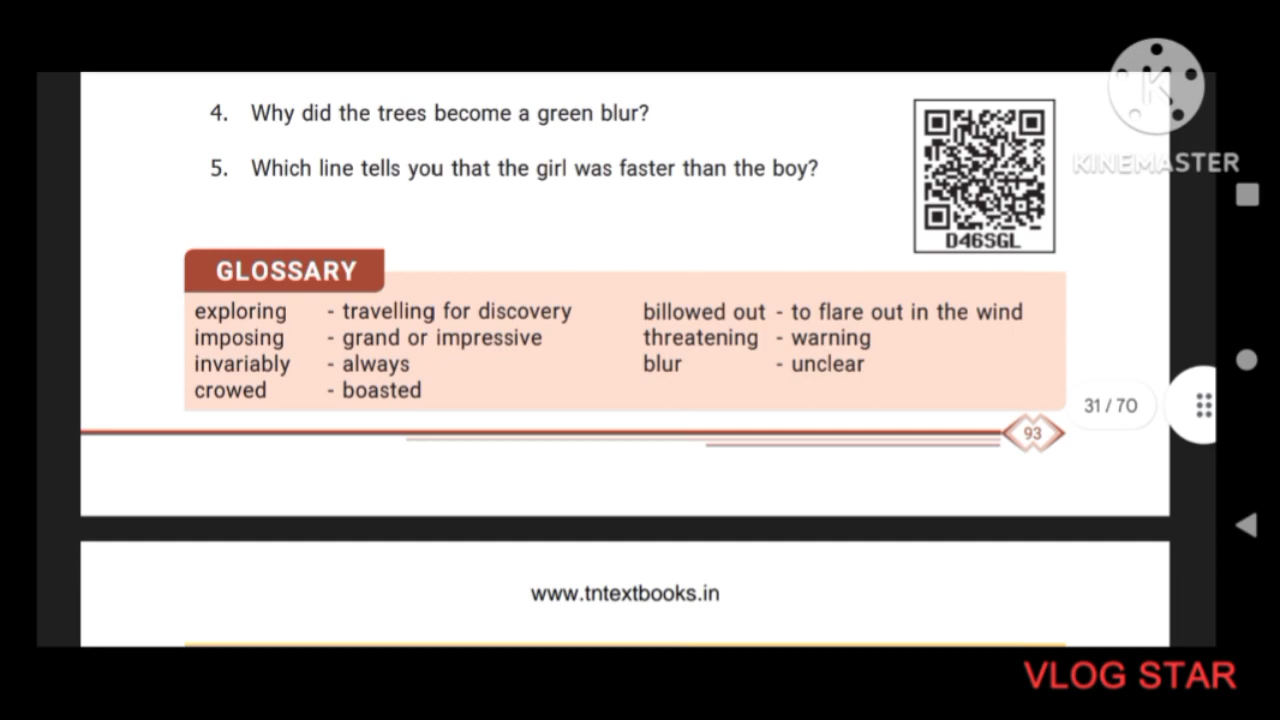 4. Why did the trees become a green blur?
5. Which line tells you that the girl was faster than the boy?
D46SGL
KINEMASTER
GLOSSARY
exploring - travelling for discovery
imposing - grand or impressive
invariably - always
crowed - boasted
billowed out - to flare out in the wind
threatening - warning
blur - unclear
31 / 70
93
www.tntextbooks.in
VLOG STAR